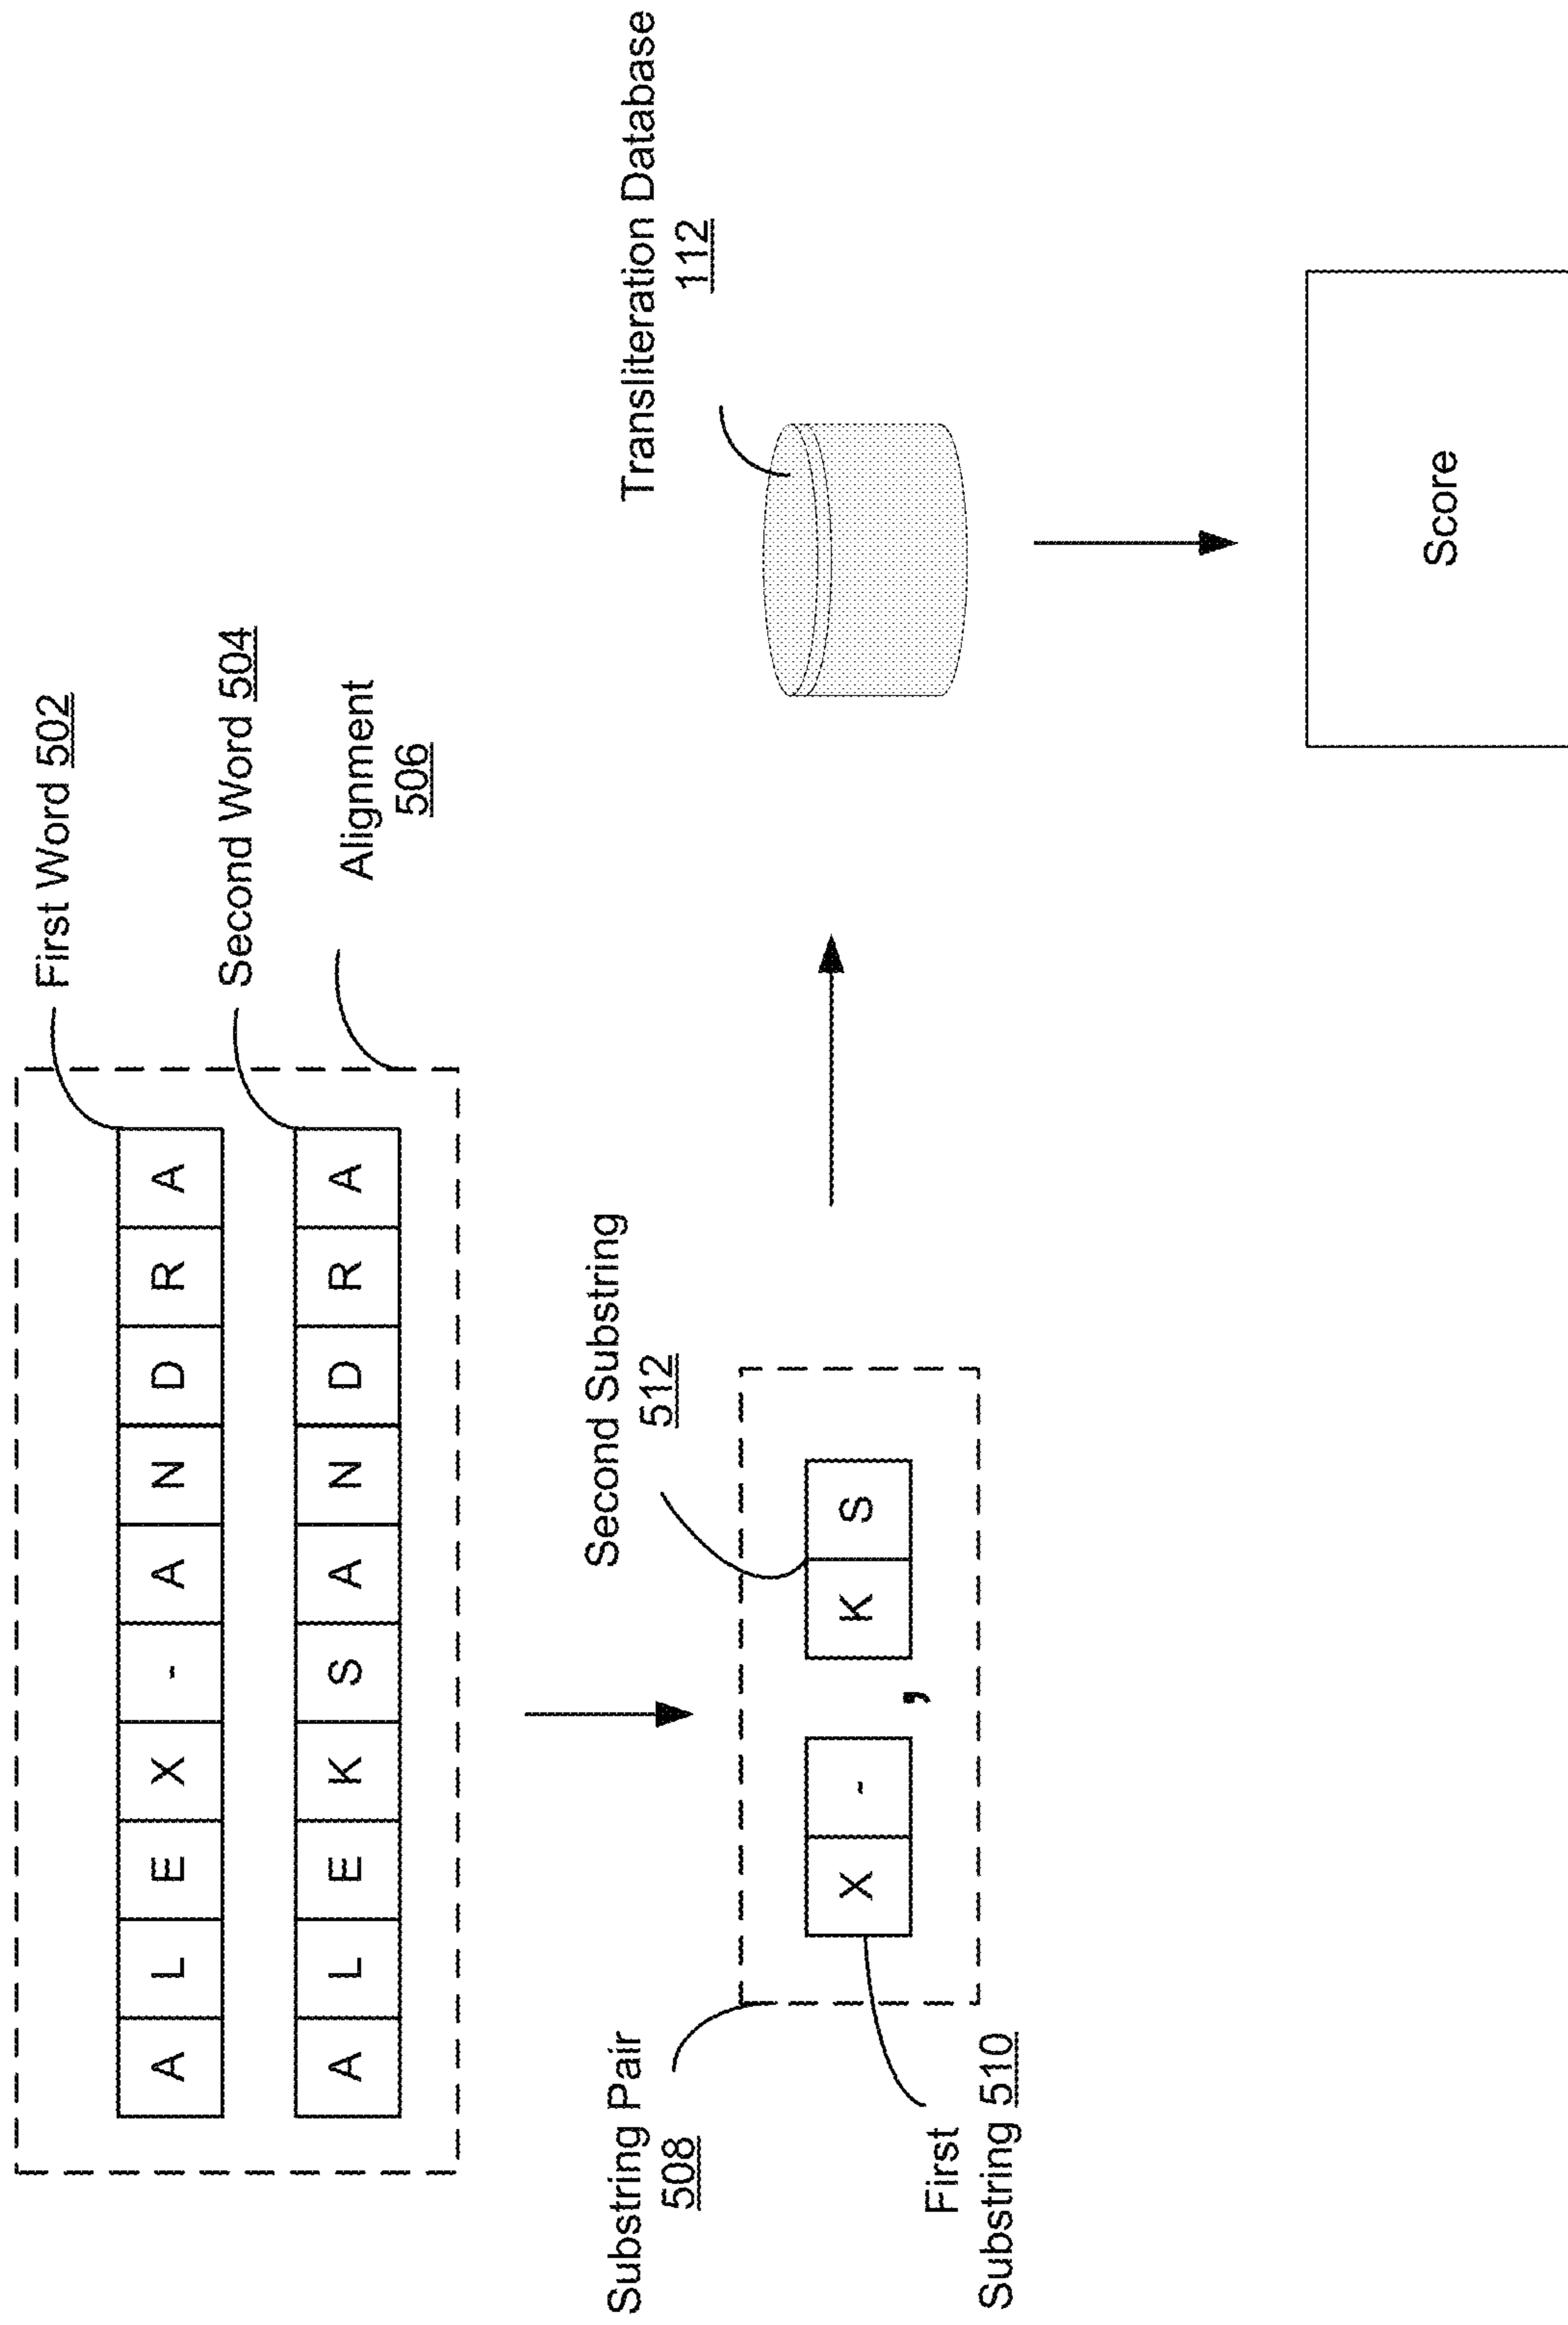 First Word 502
A L E X - A N D R A
Second Word 504
A L E K S A N D R A
Alignment
506
Substring Pair
508
Second Substring
512
X - , K S
First
Substring 510
Transliteration Database
112
Score